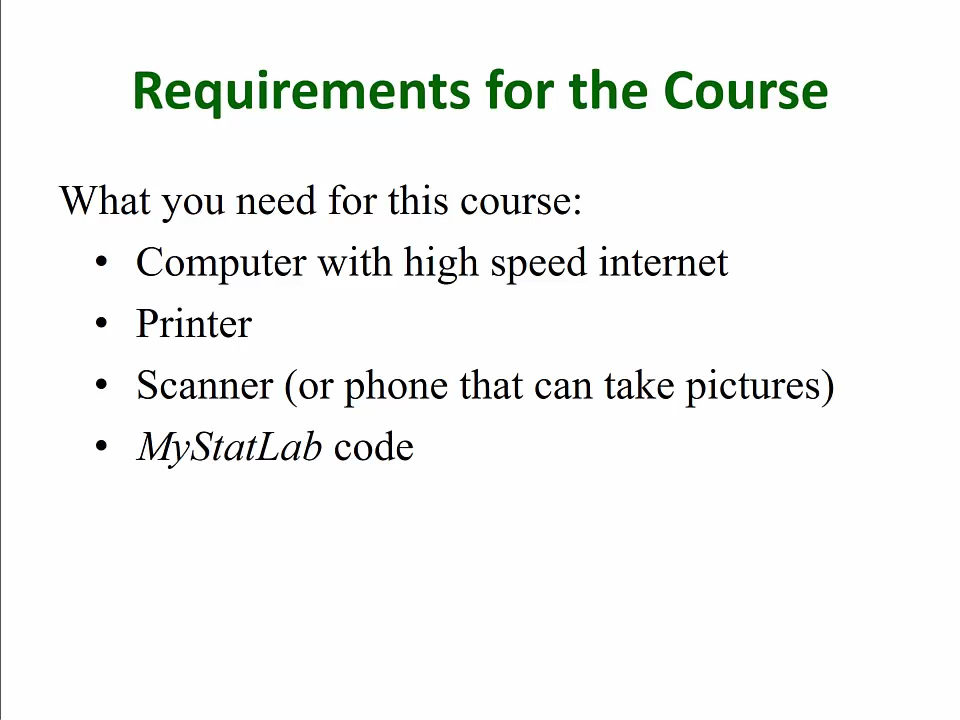 Requirements for the Course
What you need for this course:
• Computer with high speed internet
• Printer
• Scanner (or phone that can take pictures)
• MyStatLab code